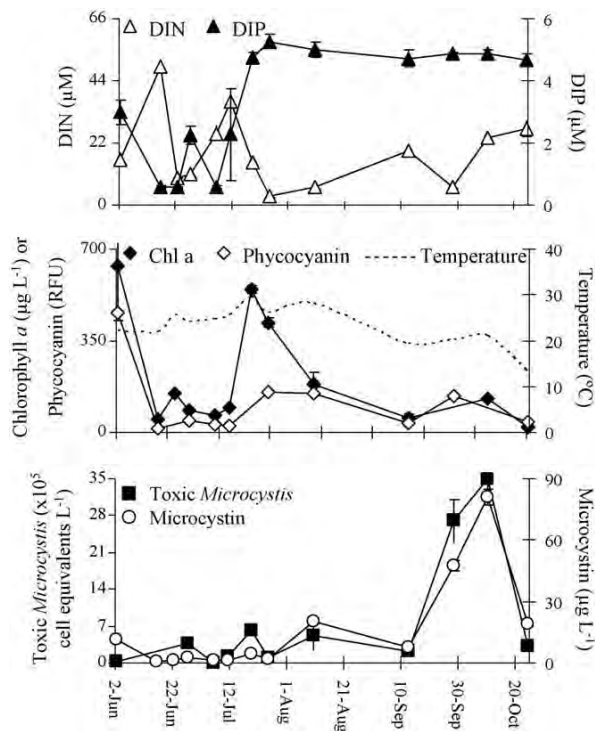 66
6
DIN
DIP
44
4
DIN (µM)
DIP (µM)
22
2
0
0
700
40
Chl a
Phycocyanin
Temperature
30
Chlorophyll a (µg L-1) or
Phycocyanin (RFU)
350
20
Temperature (ºC)
10
0
0
35
90
Toxic Microcystis
28
Microcystin
60
21
Toxic Microcystis (x10^5
cell equivalents L-1)
Microcystin (µg L-1)
14
30
7
0
0
2-Jun
22-Jun
12-Jul
1-Aug
21-Aug
10-Sep
30-Sep
20-Oct